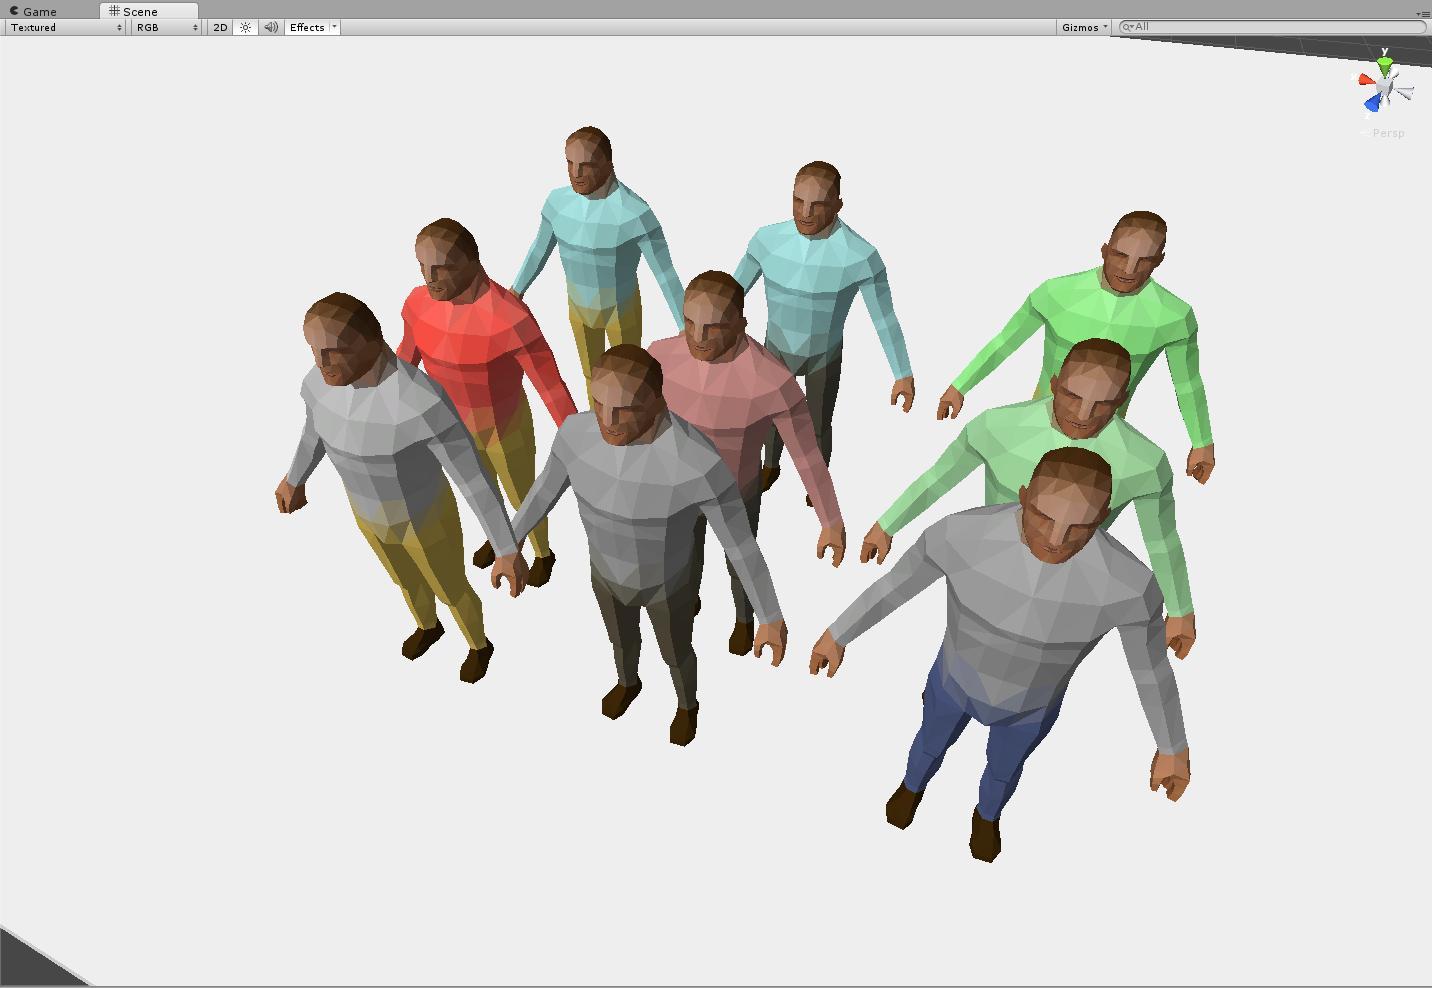 Game Scene
Textured RGB 2D Effects Gizmos All
y
x
z
Persp